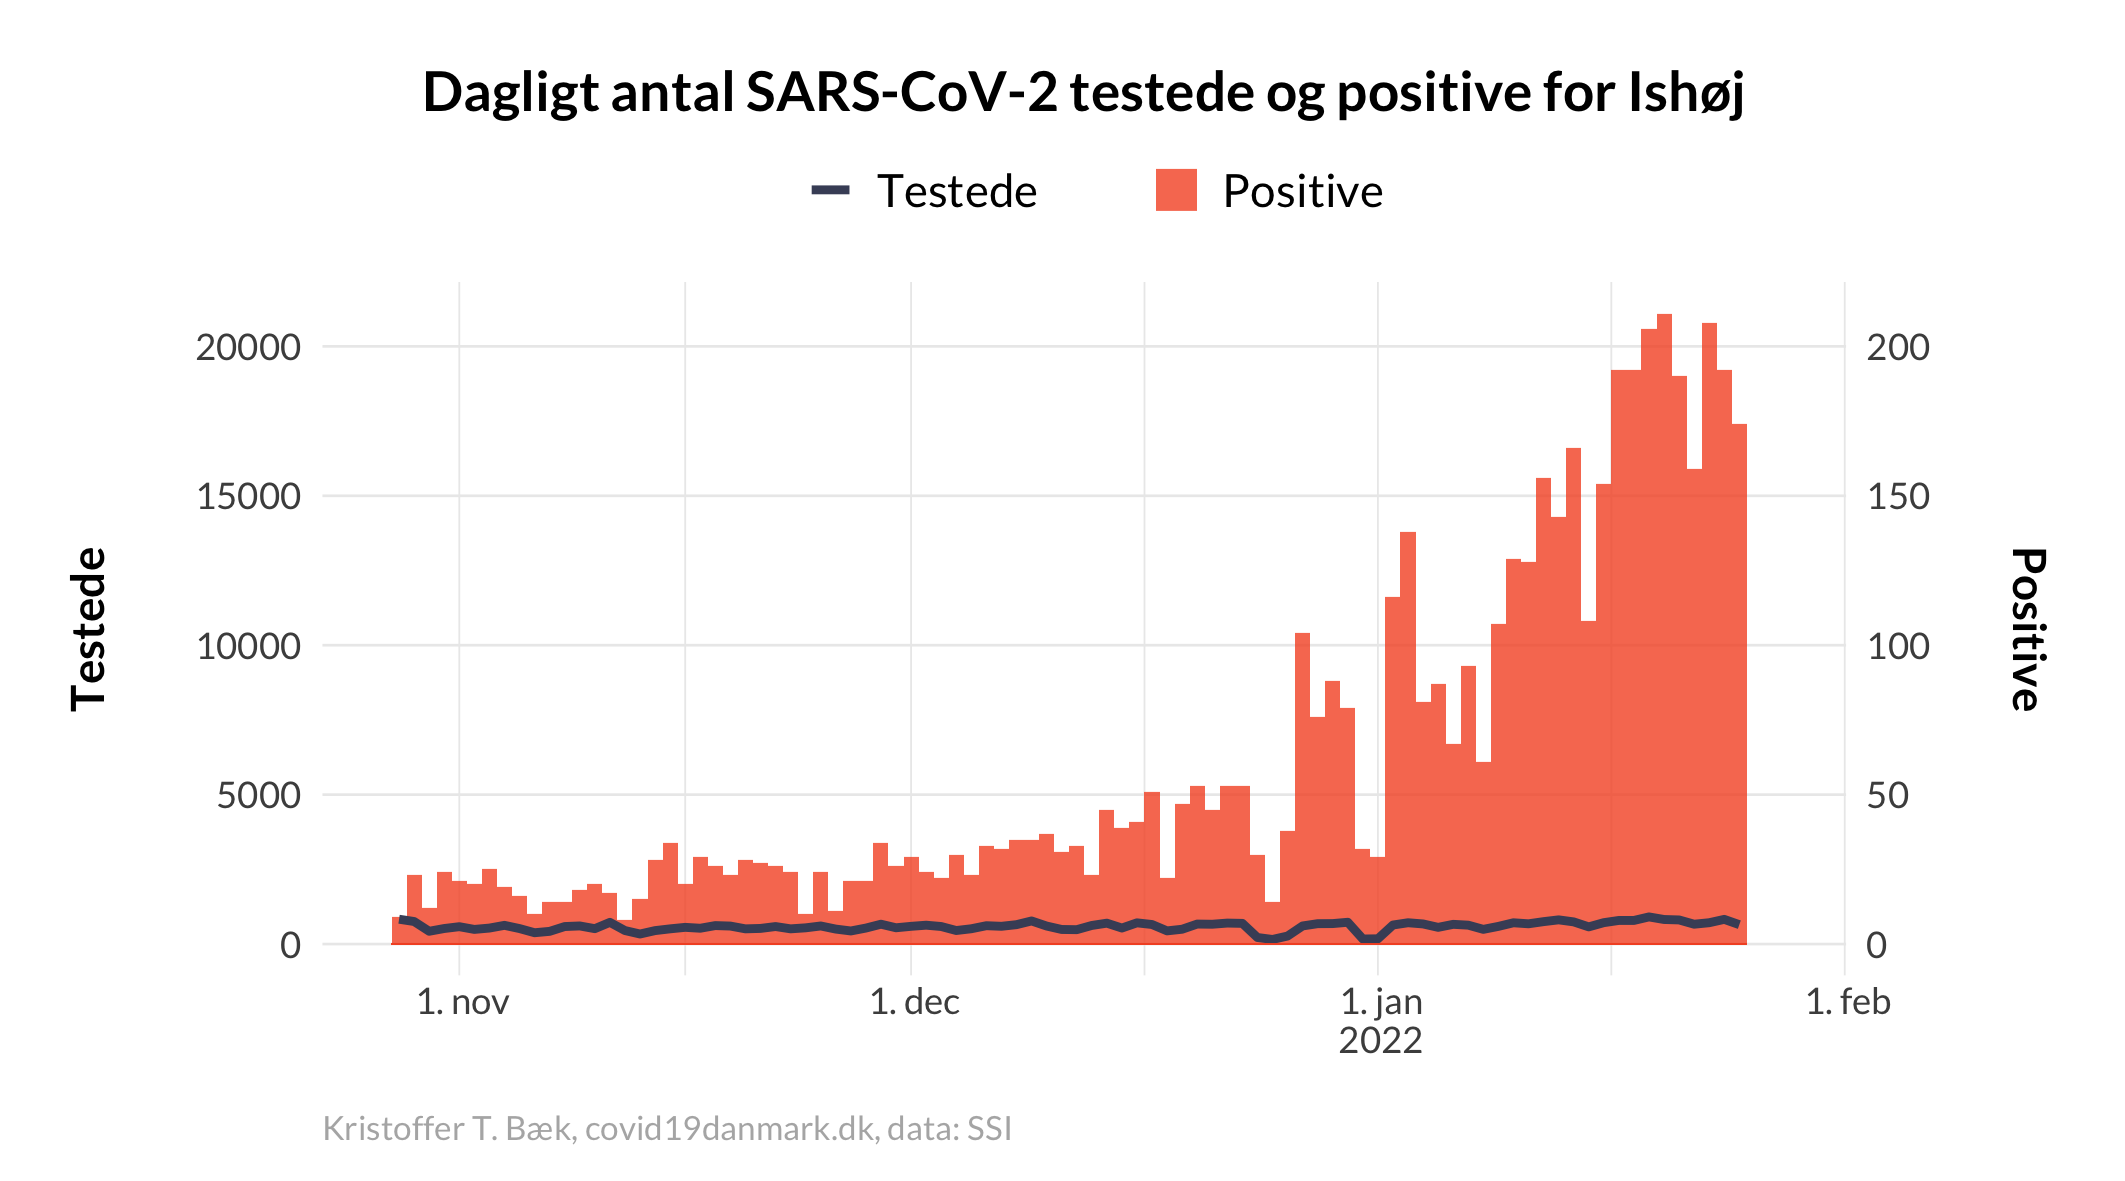 Dagligt antal SARS-CoV-2 testede og positive for Ishøj
Testede
Positive
20000
15000
10000
5000
0
Testede
200
150
100
50
0
Positive
1. nov
1. dec
1. jan
2022
1. feb
Kristoffer T. Bæk, covid19danmark.dk, data: SSI